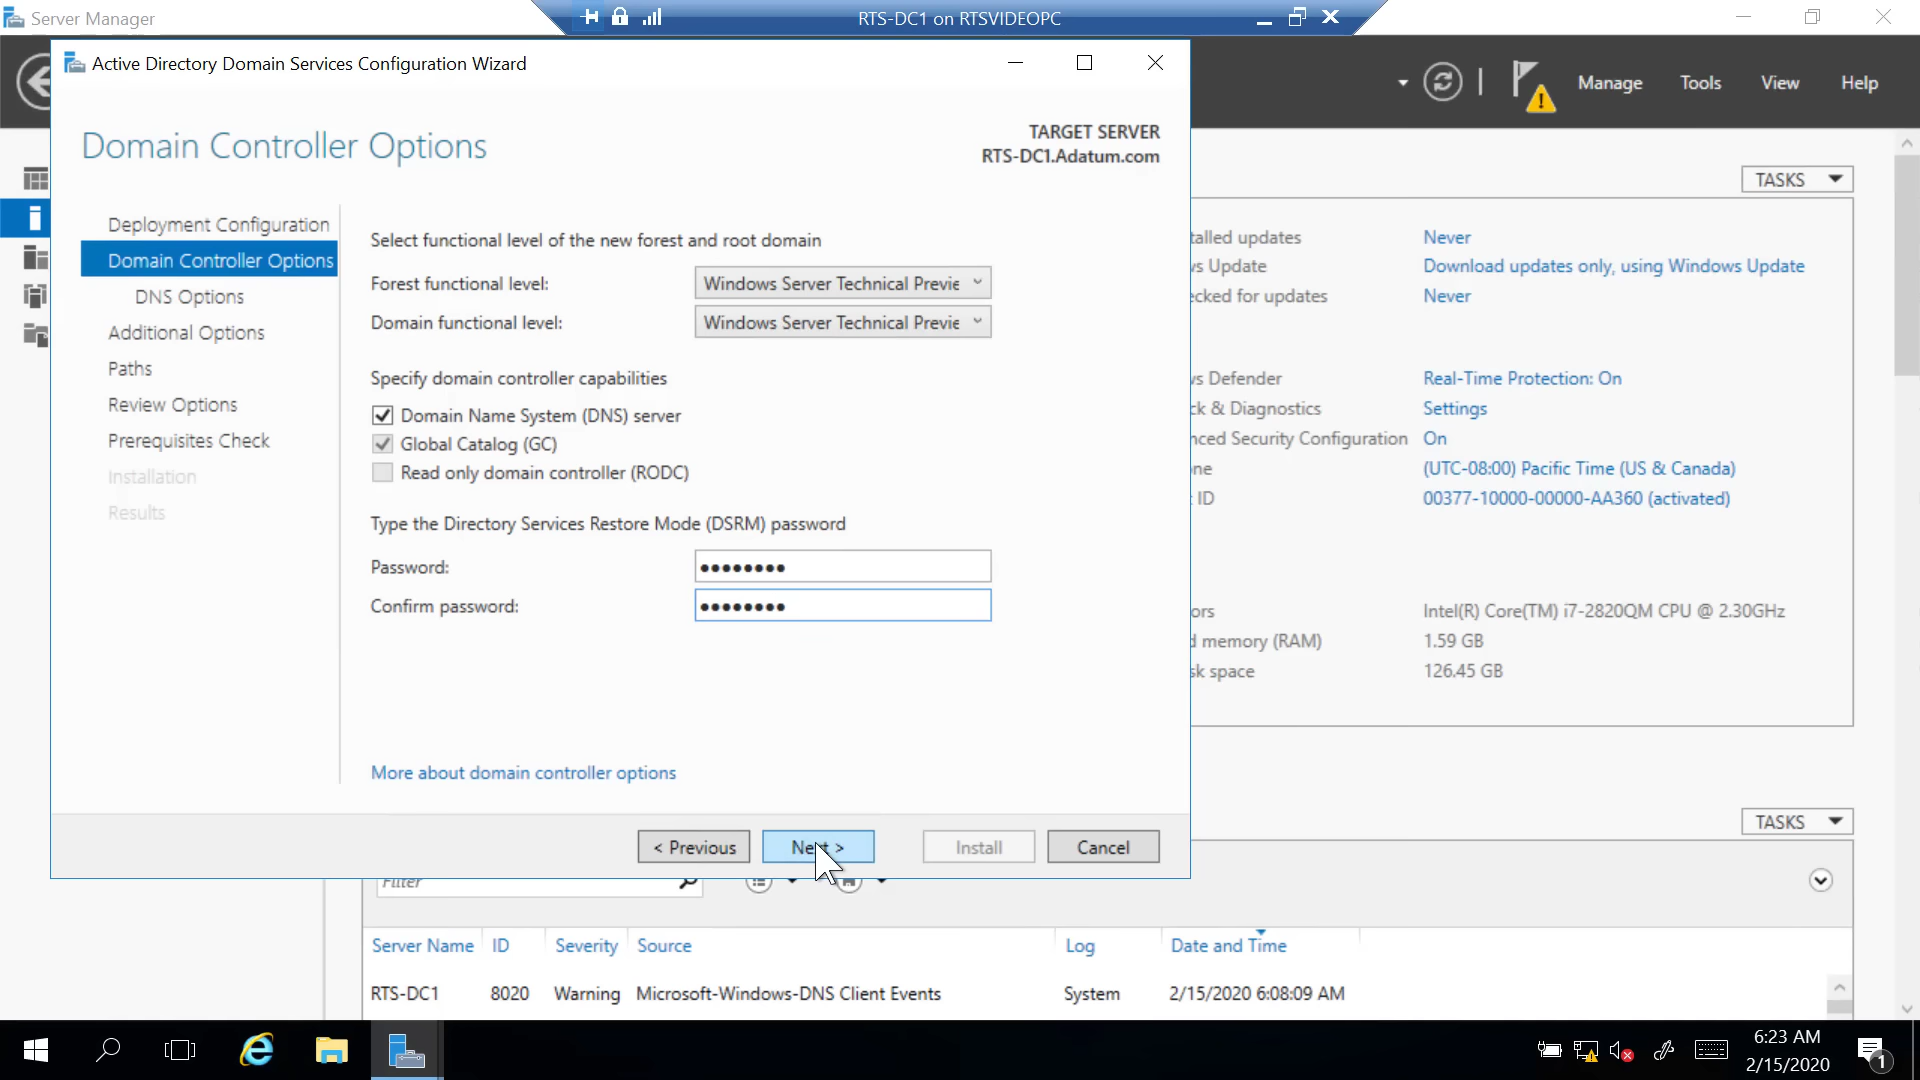 Server Manager
RTS-DC1 on RTSVIDEOPC
Active Directory Domain Services Configuration Wizard
Manage
Tools
View
Help
Domain Controller Options
TARGET SERVER
RTS-DC1.Adatum.com
TASKS
Deployment Configuration
Domain Controller Options
DNS Options
Additional Options
Paths
Review Options
Prerequisites Check
Installation
Results
Select functional level of the new forest and root domain
Forest functional level:
Windows Server Technical Previe
Domain functional level:
Windows Server Technical Previe
Specify domain controller capabilities
Domain Name System (DNS) server
Global Catalog (GC)
Read only domain controller (RODC)
Type the Directory Services Restore Mode (DSRM) password
Password:
••••••••
Confirm password:
••••••••
More about domain controller options
< Previous
Next >
Install
Cancel
talled updates
Never
s Update
Download updates only, using Windows Update
ecked for updates
Never
s Defender
Real-Time Protection: On
ck & Diagnostics
Settings
nced Security Configuration
On
ne
(UTC-08:00) Pacific Time (US & Canada)
ID
00377-10000-00000-AA360 (activated)
ors
Intel(R) Core(TM) i7-2820QM CPU @ 2.30GHz
d memory (RAM)
1.59 GB
sk space
126.45 GB
TASKS
Filter
Server Name
ID
Severity
Source
Log
Date and Time
RTS-DC1
8020
Warning
Microsoft-Windows-DNS Client Events
System
2/15/2020 6:08:09 AM
6:23 AM
2/15/2020
1